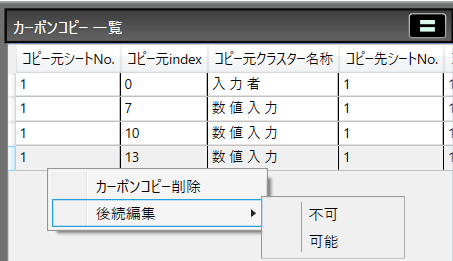 カーボンコピー 一覧
コピー元シートNo. コピー元index コピー元クラスター名称 コピー先シートNo.
1 0 入力者 1
1 7 数値入力 1
1 10 数値入力 1
1 13 数値入力 1
カーボンコピー削除
後続編集
不可
可能